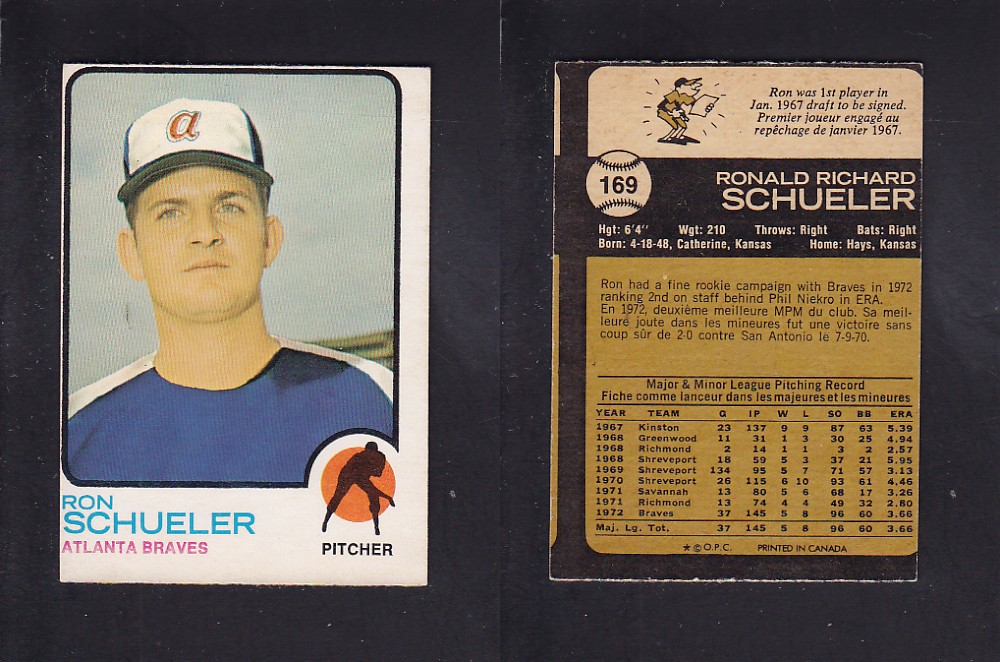 a
RON
SCHUELER
ATLANTA BRAVES
PITCHER
Ron was 1st player in
Jan. 1967 draft to be signed.
Premier joueur engagé au
repêchage de janvier 1967.
169
RONALD RICHARD
SCHUELER
Hgt: 6'4" Wgt: 210 Throws: Right Bats: Right
Born: 4-18-48, Catherine, Kansas Home: Hays, Kansas
Ron had a fine rookie campaign with Braves in 1972
ranking 2nd on staff behind Phil Niekro in ERA.
En 1972, deuxième meilleure MPM du club. Sa meil-
leure joute dans les mineures fut une victoire sans
coup sûr de 2-0 contre San Antonio le 7-9-70.
Major & Minor League Pitching Record
Fiche comme lanceur dans les majeures et les mineures
YEAR TEAM G IP W L SO BB ERA
1967 Kinston 23 137 9 9 87 63 5.39
1968 Greenwood 11 31 1 3 30 25 4.94
1968 Richmond 2 14 1 1 3 2 2.57
1968 Shreveport 18 59 5 3 37 21 5.95
1969 Shreveport 134 95 5 7 71 57 3.13
1970 Shreveport 26 115 6 10 93 61 4.46
1971 Savannah 13 80 5 6 68 17 3.26
1971 Richmond 13 74 4 4 49 32 2.80
1972 Braves 37 145 5 8 96 60 3.66
Maj. Lg. Tot. 37 145 5 8 96 60 3.66
★ © O.P.C. PRINTED IN CANADA